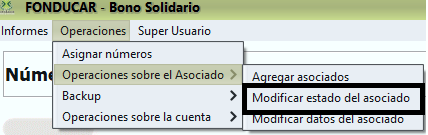 FONDUCAR - Bono Solidario
Informes Operaciones Super Usuario
Asignar números
Operaciones sobre el Asociado
Backup
Operaciones sobre la cuenta
Agregar asociados
Modificar estado del asociado
Modificar datos del asociado
Núme